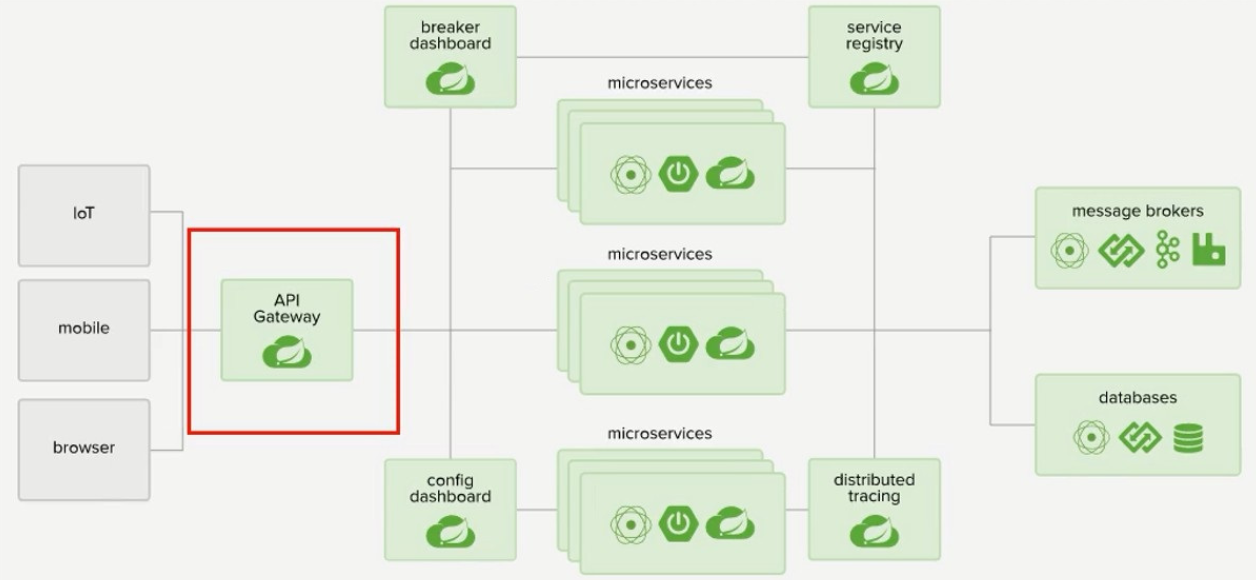 breaker
dashboard
service
registry
microservices
IoT
mobile
browser
API
Gateway
microservices
message brokers
databases
microservices
config
dashboard
distributed
tracing